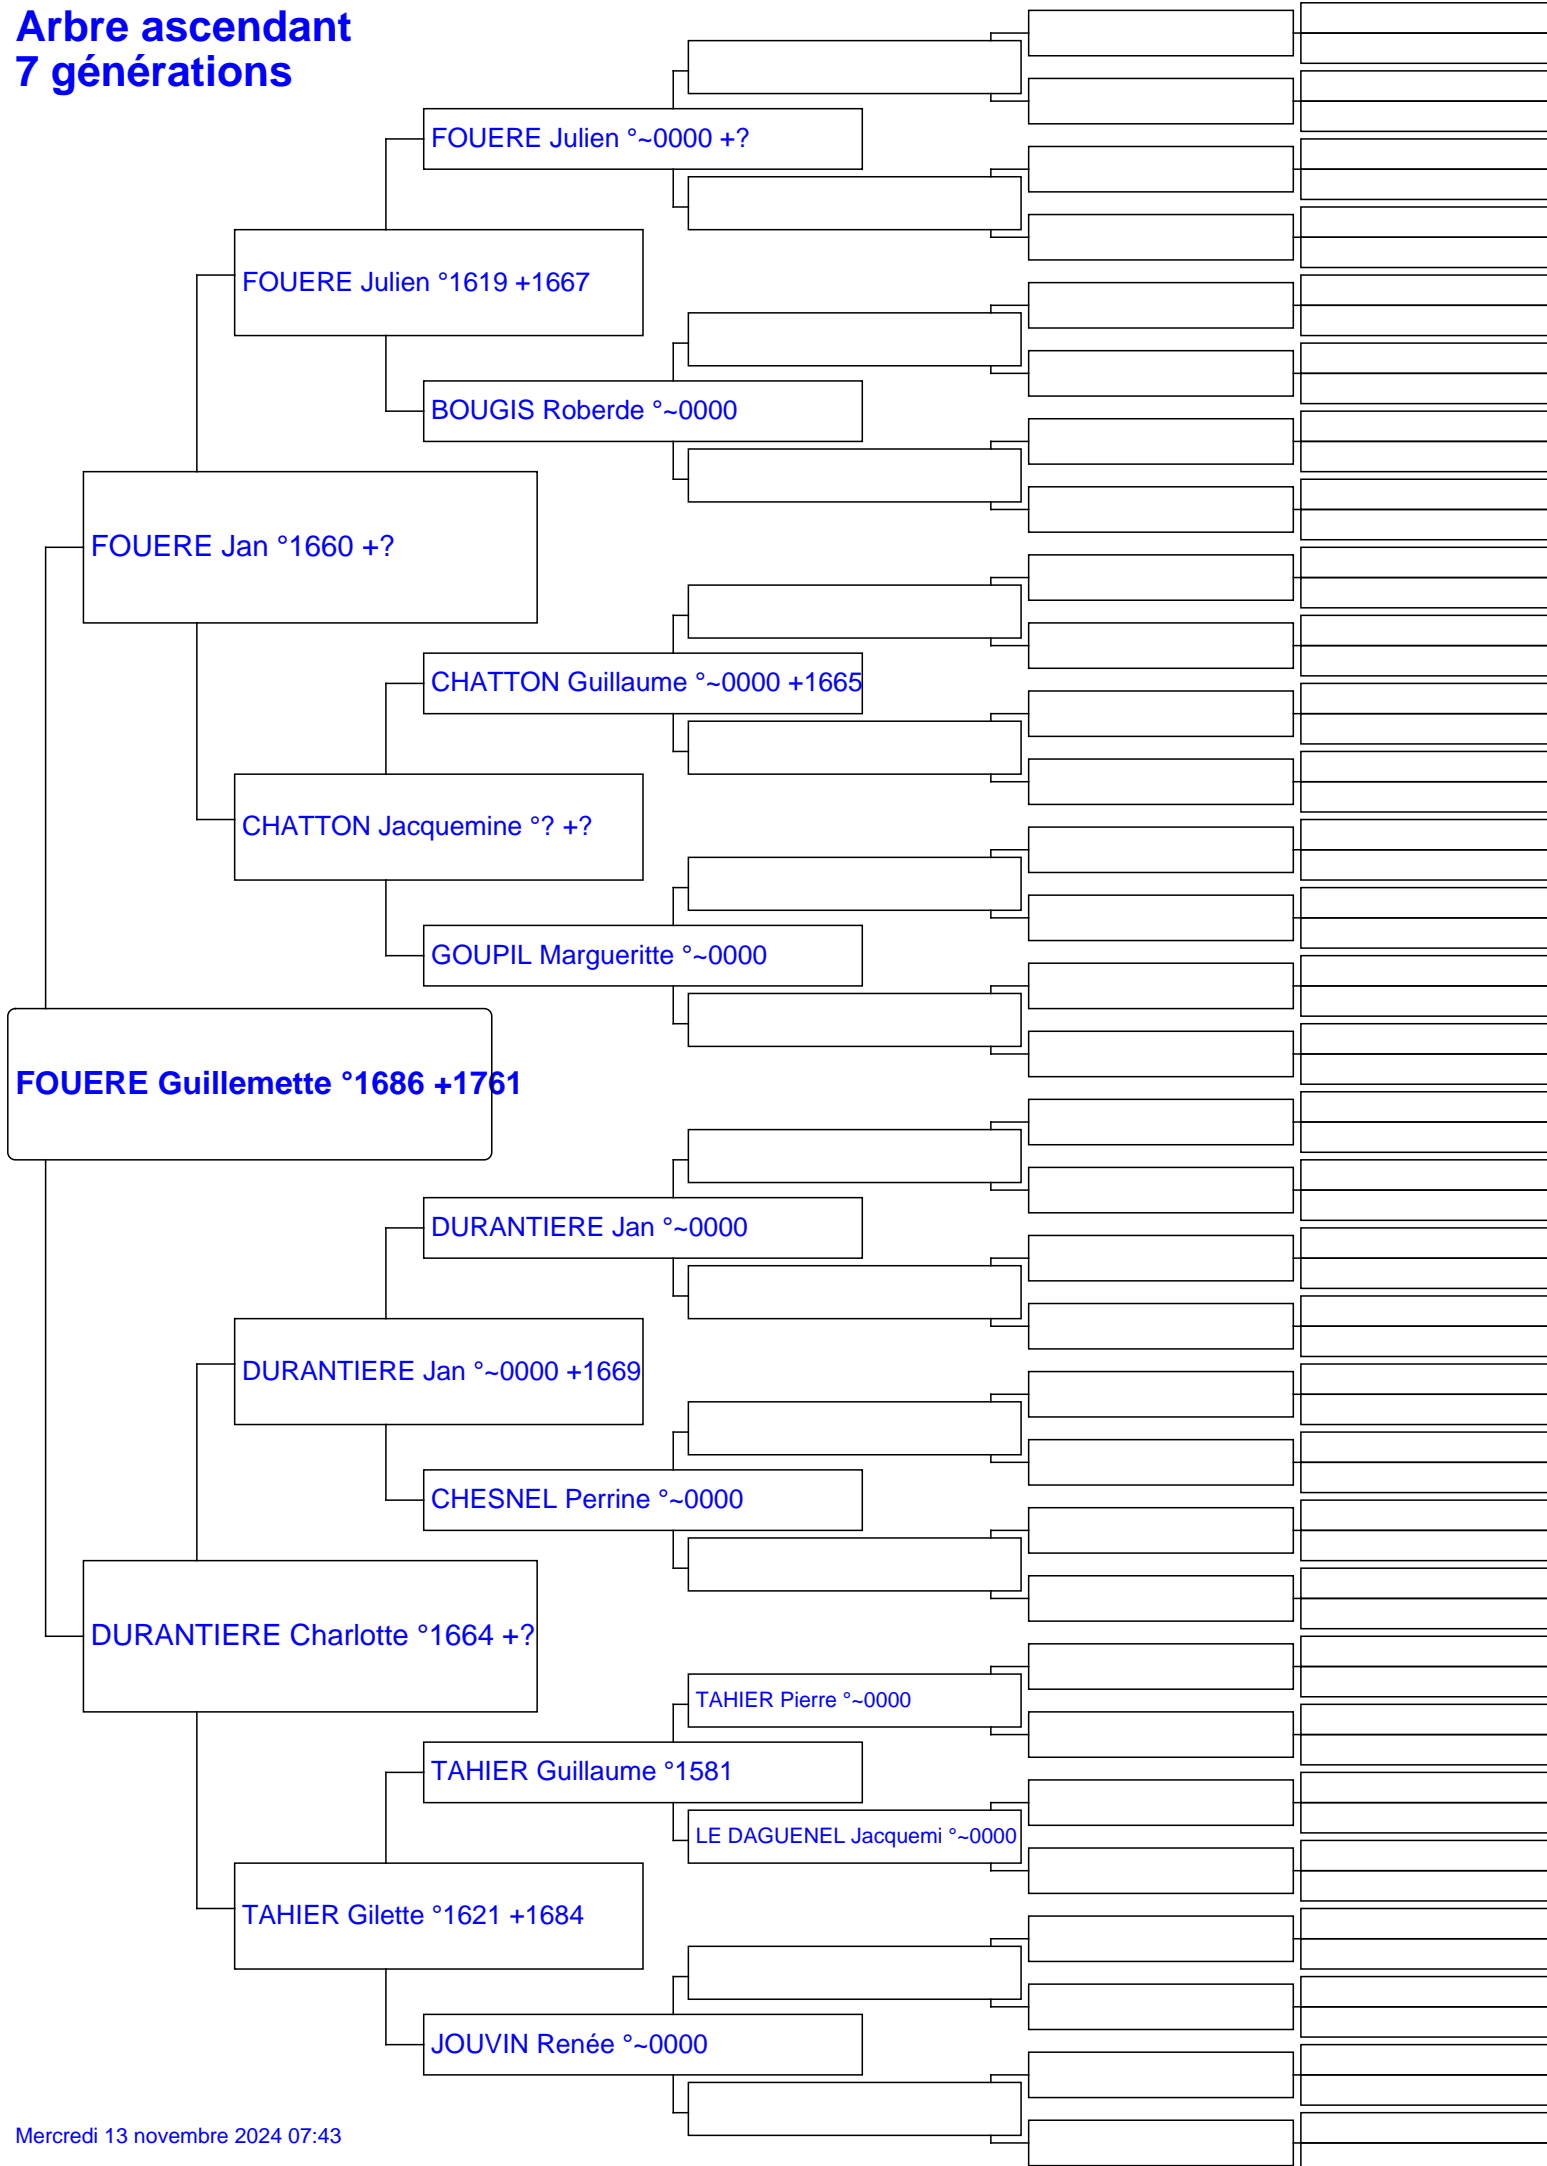 Arbre ascendant
7 générations
FOUERE Julien °~0000 +?
FOUERE Julien °1619 +1667
BOUGIS Roberde °~0000
FOUERE Jan °1660 +?
CHATTON Guillaume °~0000 +1665
CHATTON Jacquemine °? +?
GOUPIL Margueritte °~0000
FOUERE Guillemette °1686 +1761
DURANTIERE Jan °~0000
DURANTIERE Jan °~0000 +1669
CHESNEL Perrine °~0000
DURANTIERE Charlotte °1664 +?
TAHIER Pierre °~0000
TAHIER Guillaume °1581
LE DAGUENEL Jacquemi °~0000
TAHIER Gilette °1621 +1684
JOUVIN Renée °~0000
Mercredi 13 novembre 2024 07:43